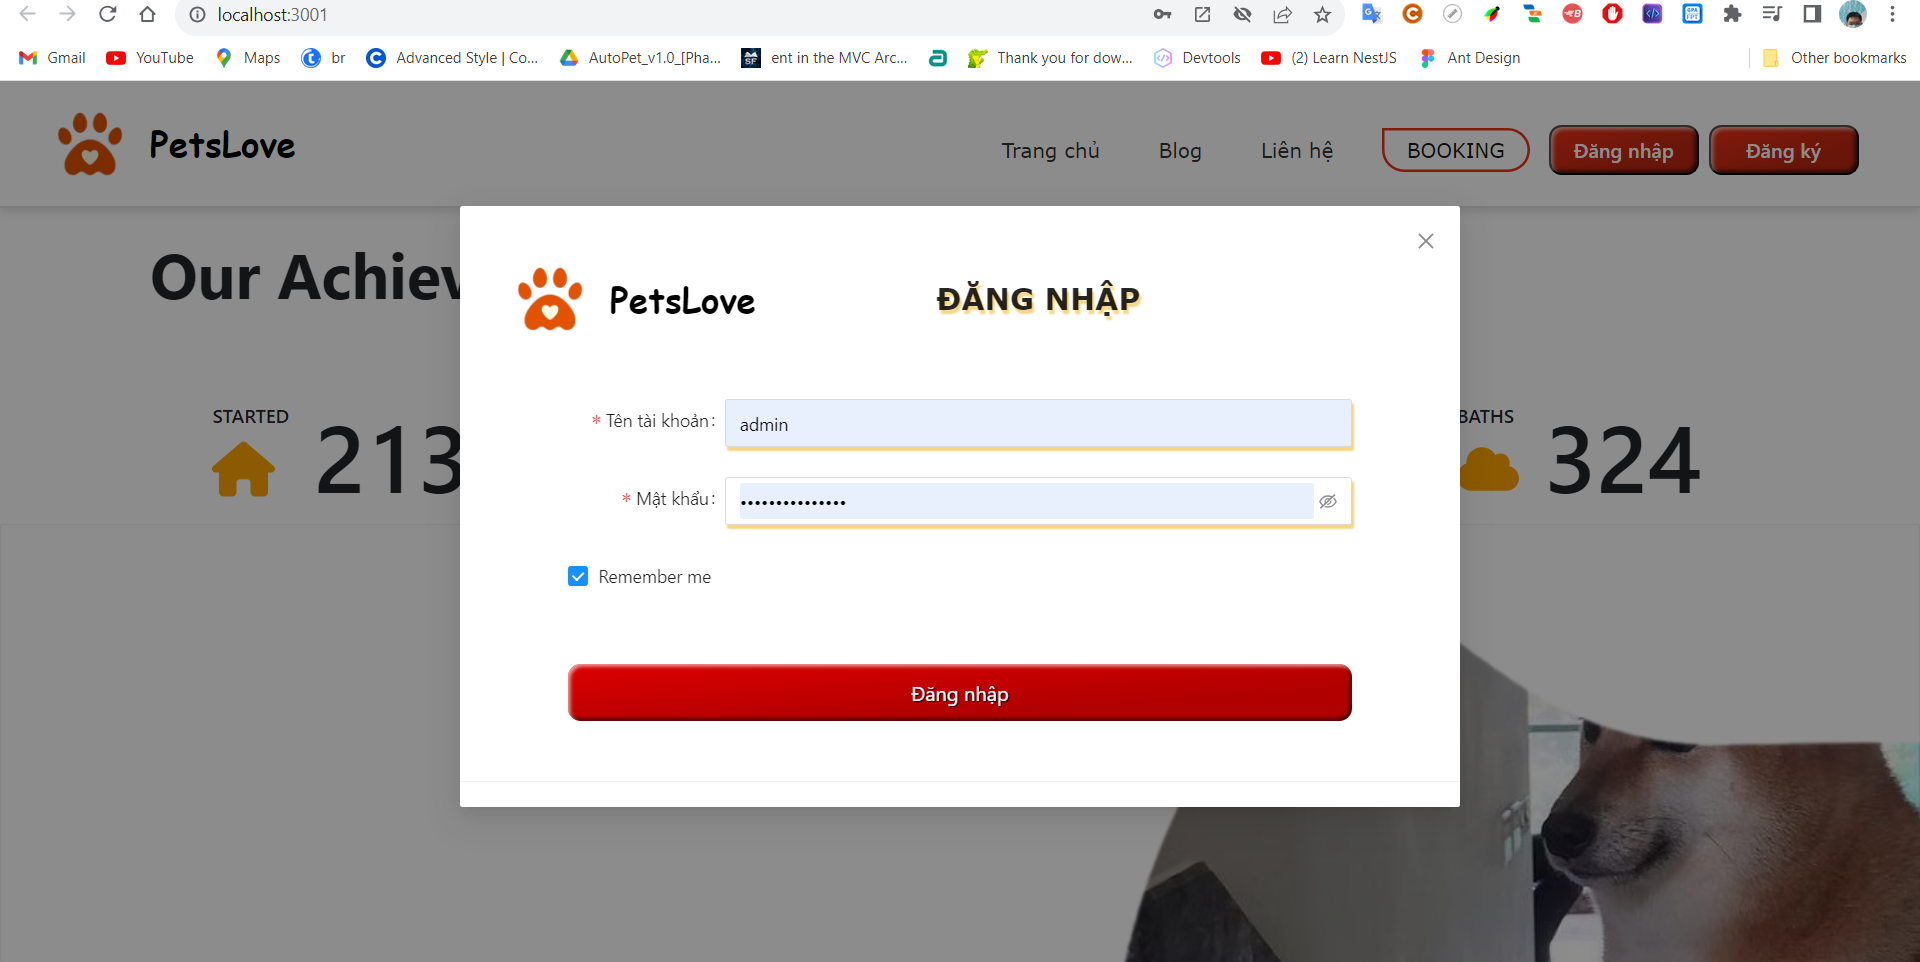 localhost:3001
Gmail YouTube Maps br Advanced Style | Co... AutoPet_v1.0_[Pha... ent in the MVC Arc... Thank you for dow... Devtools (2) Learn NestJS Ant Design Other bookmarks
PetsLove Trang chủ Blog Liên hệ BOOKING Đăng nhập Đăng ký
Our Achiev
PetsLove ĐĂNG NHẬP
STARTED
213
BATHS
324
* Tên tài khoản: admin
* Mật khẩu: •••••••••••••••
Remember me
Đăng nhập